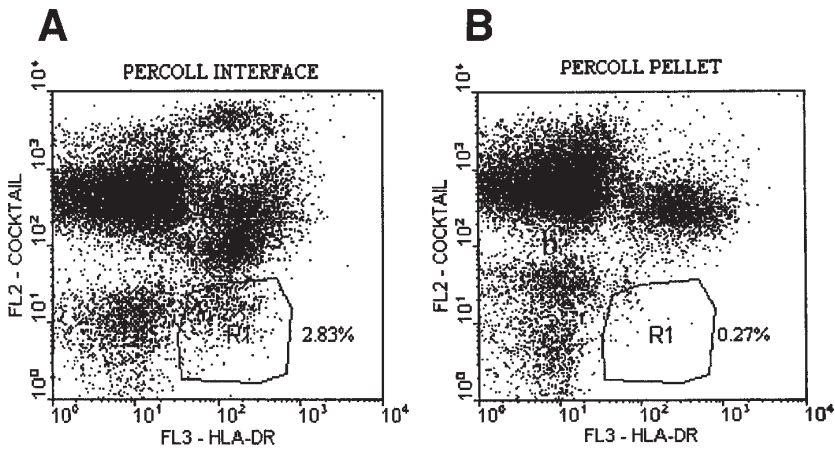 A
B
PERCOLL INTERFACE
PERCOLL PELLET
FL2 - COCKTAIL
10⁴
10³
10²
10¹
10⁰
R1
2.83%
10⁰ 10¹ 10² 10³ 10⁴
FL3 - HLA-DR
FL2 - COCKTAIL
10⁴
10³
10²
10¹
10⁰
b
R1
0.27%
10⁰ 10¹ 10² 10³ 10⁴
FL3 - HLA-DR